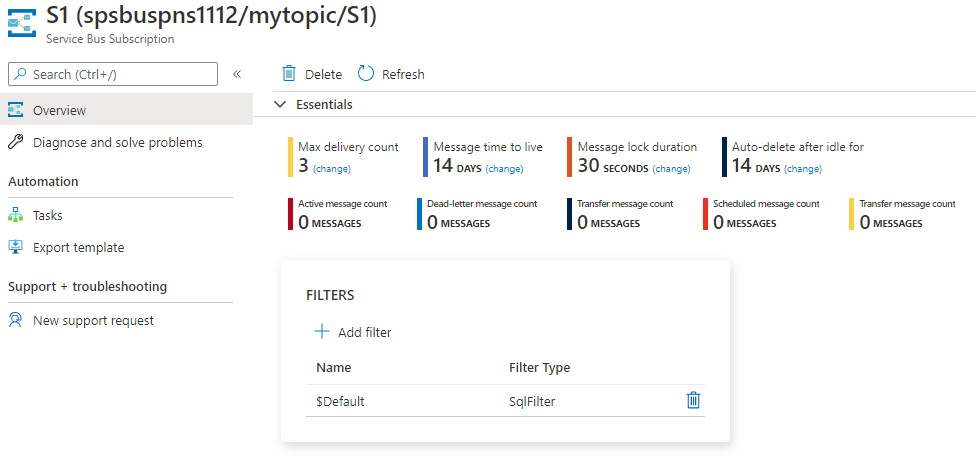 S1 (spsbuspns1112/mytopic/S1)
Service Bus Subscription
Search (Ctrl+/)
«
Delete
Refresh
Essentials
Overview
Diagnose and solve problems
Automation
Tasks
Export template
Support + troubleshooting
New support request
Max delivery count
3 (change)
Message time to live
14 DAYS (change)
Message lock duration
30 SECONDS (change)
Auto-delete after idle for
14 DAYS (change)
Active message count
0 MESSAGES
Dead-letter message count
0 MESSAGES
Transfer message count
0 MESSAGES
Scheduled message count
0 MESSAGES
Transfer message count
0 MESSAGES
FILTERS
Add filter
Name Filter Type
$Default SqlFilter